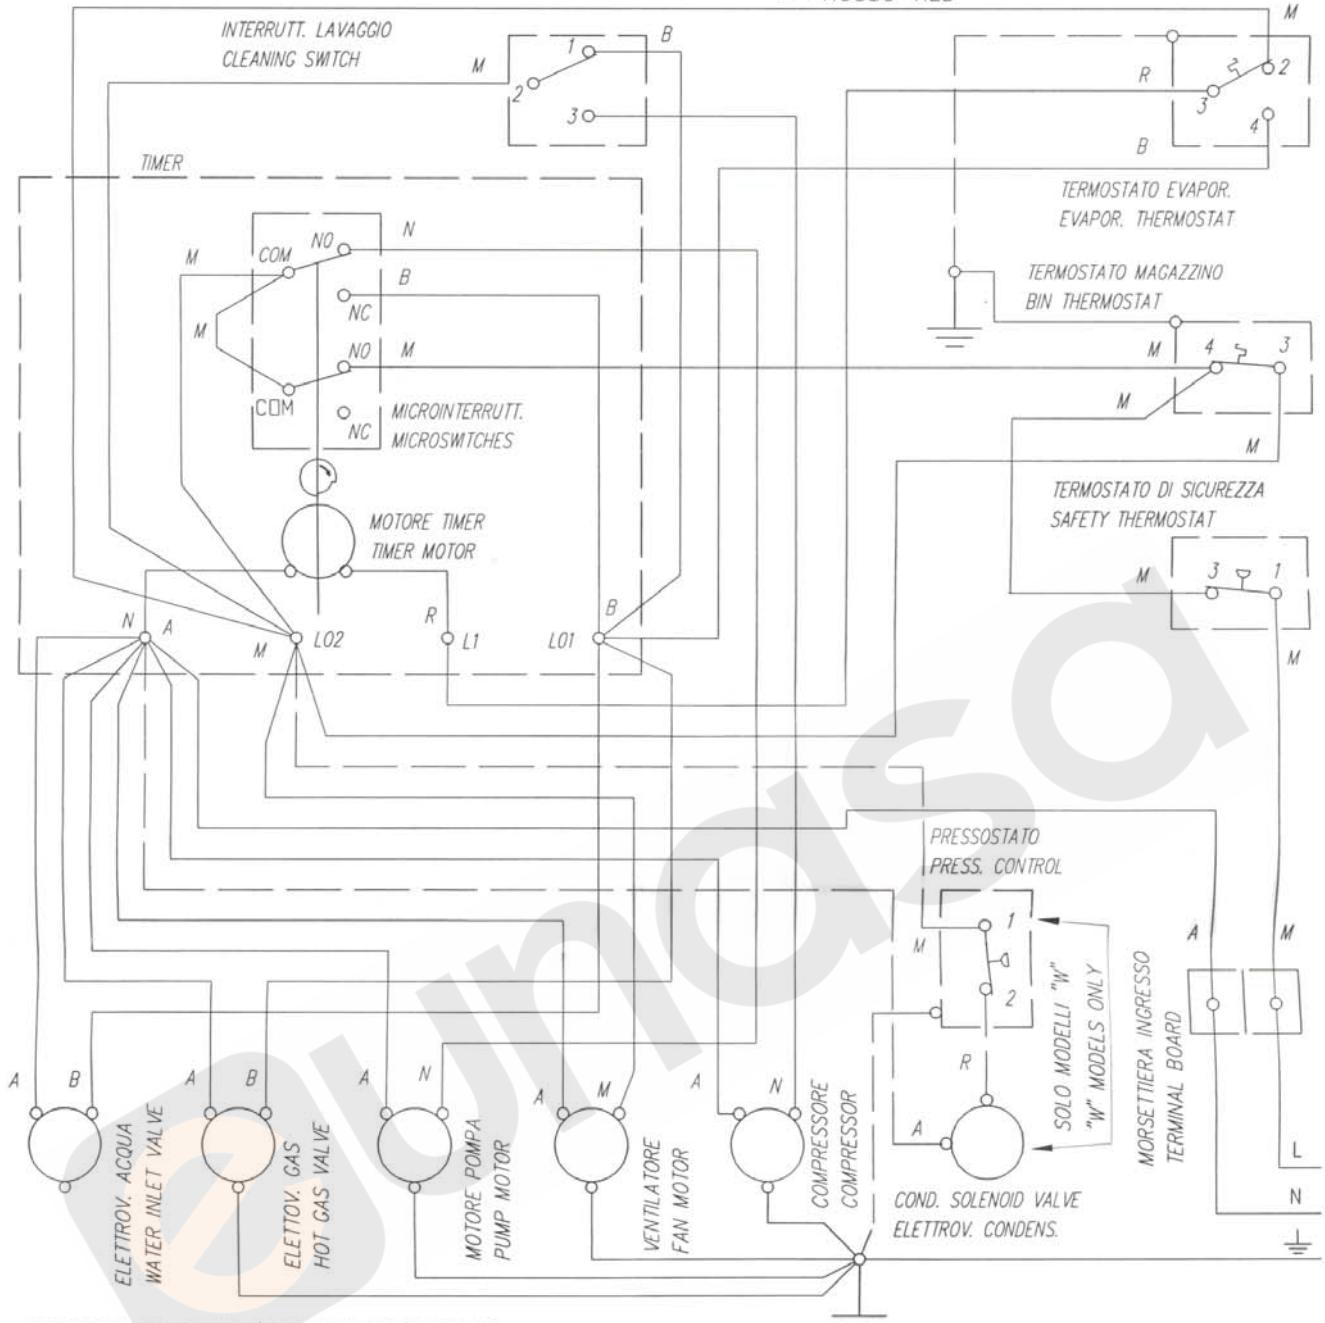 M
INTERRUTT. LAVAGGIO
CLEANING SWITCH
1
B
M
2
3
R
2
3
4
B
TIMER
TERMOSTATO EVAPOR.
EVAPOR. THERMOSTAT
N
NO
COM
M
B
NC
TERMOSTATO MAGAZZINO
BIN THERMOSTAT
M
NO
M
M
4
3
COM
NC
MICROINTERRUTT.
MICROSWITCHES
M
M
TERMOSTATO DI SICUREZZA
SAFETY THERMOSTAT
MOTORE TIMER
TIMER MOTOR
M
3
1
N
A
M
L02
R
L1
L01
B
M
PRESSOSTATO
PRESS. CONTROL
1
M
2
R
A
SOLO MODELLI "W"
"W" MODELS ONLY
MORSETTIERA INGRESSO
TERMINAL BOARD
A
M
A
B
A
B
A
N
A
M
A
N
ELETTROV. ACQUA
WATER INLET VALVE
ELETTOV. GAS
HOT GAS VALVE
MOTORE POMPA
PUMP MOTOR
VENTILATORE
FAN MOTOR
COMPRESSORE
COMPRESSOR
COND. SOLENOID VALVE
ELETTROV. CONDENS.
L
N
eunasa